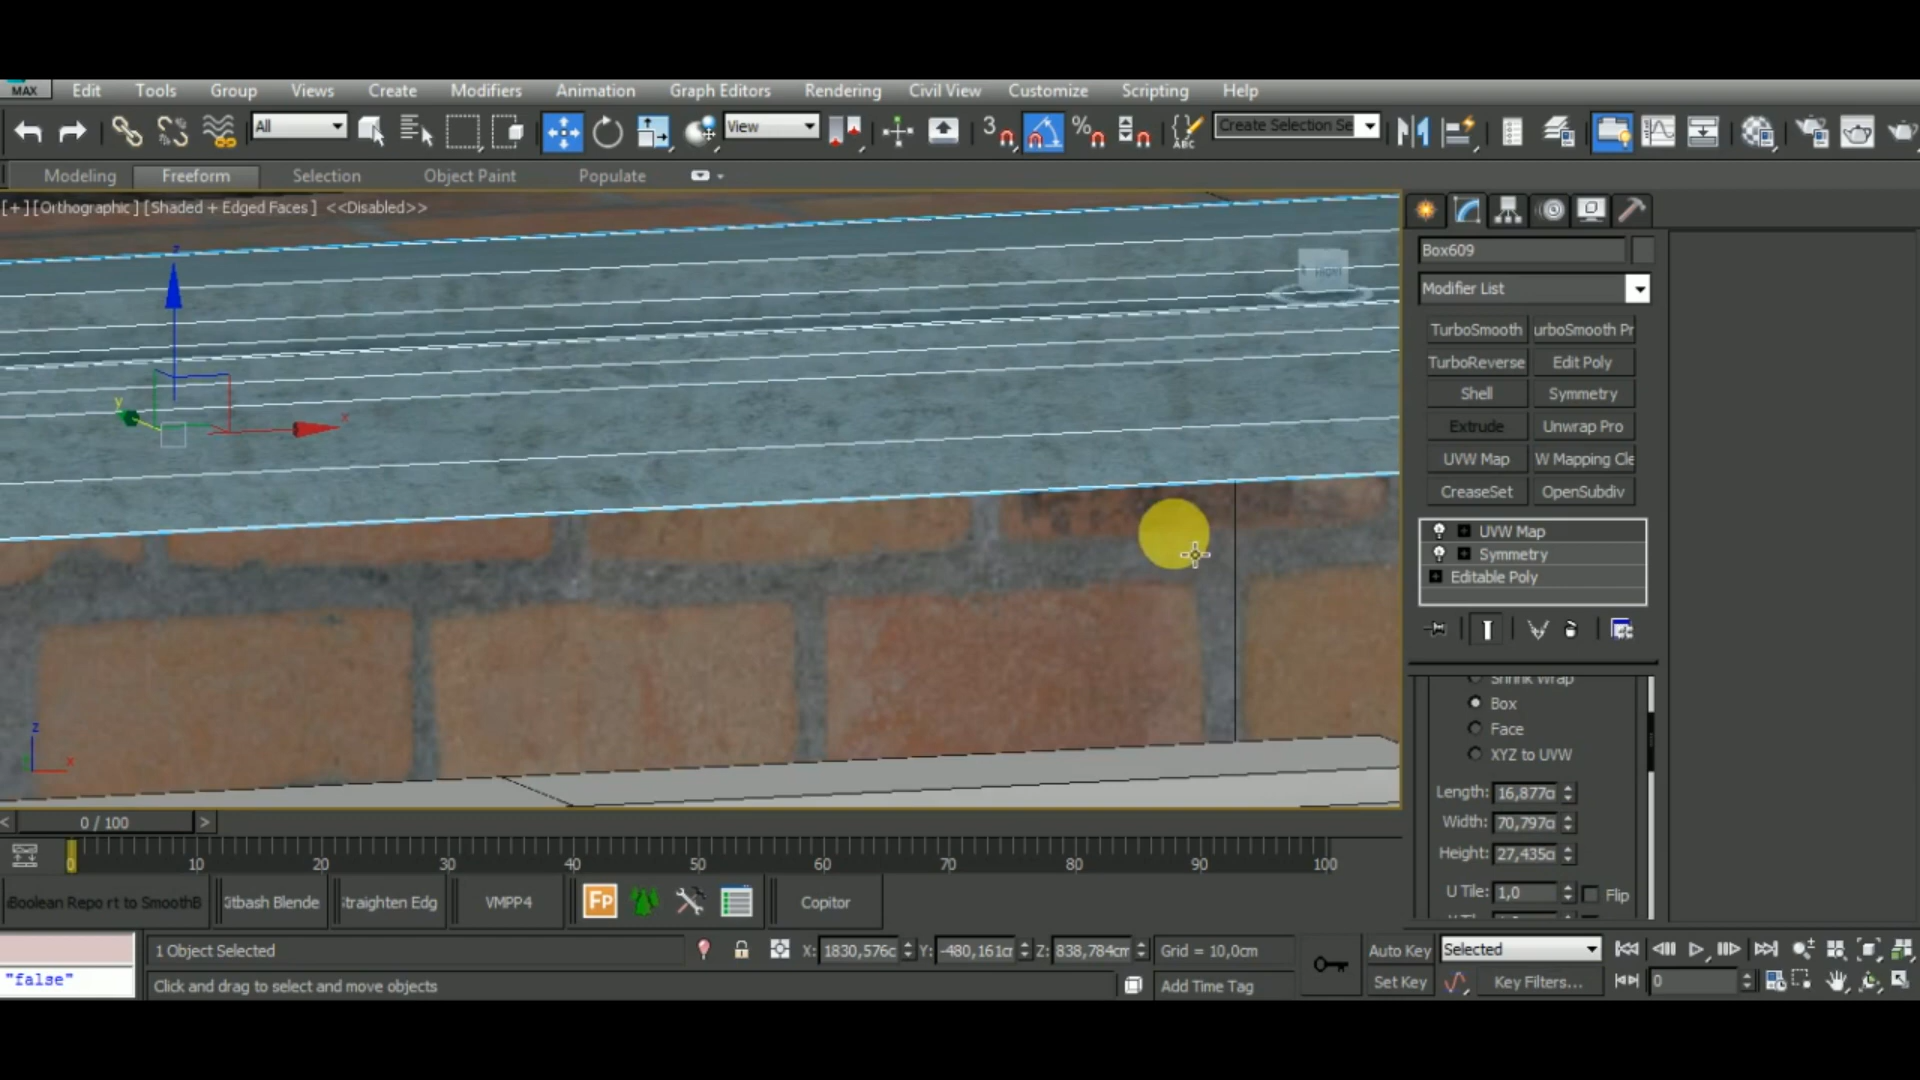 MAX Edit Tools Group Views Create Modifiers Animation Graph Editors Rendering Civil View Customize Scripting Help
All View 3 % ABC Create Selection Se
Modeling Freeform Selection Object Paint Populate
[+][Orthographic][Shaded + Edged Faces] <<Disabled>>
Box609
Modifier List
TurboSmooth urboSmooth Pr
TurboReverse Edit Poly
Shell Symmetry
Extrude Unwrap Pro
UVW Map W Mapping Cle
CreaseSet OpenSubdiv
UVW Map
Symmetry
Editable Poly
z
y
x
z
x
Shrink Wrap
Box
Face
XYZ to UVW
Length: 16,877c
Width: 70,797c
Height: 27,435c
U Tile: 1,0 Flip
< 0 / 100 >
0 10 20 30 40 50 60 70 80 90 100
Boolean Repo rt to SmoothB itbash Blende traighten Edg VMPP4 Fp Copitor
1 Object Selected X: 1830,576c Y: -480,161c Z: 838,784cm Grid = 10,0cm Auto Key Selected
"false" Click and drag to select and move objects Add Time Tag Set Key Key Filters... 0